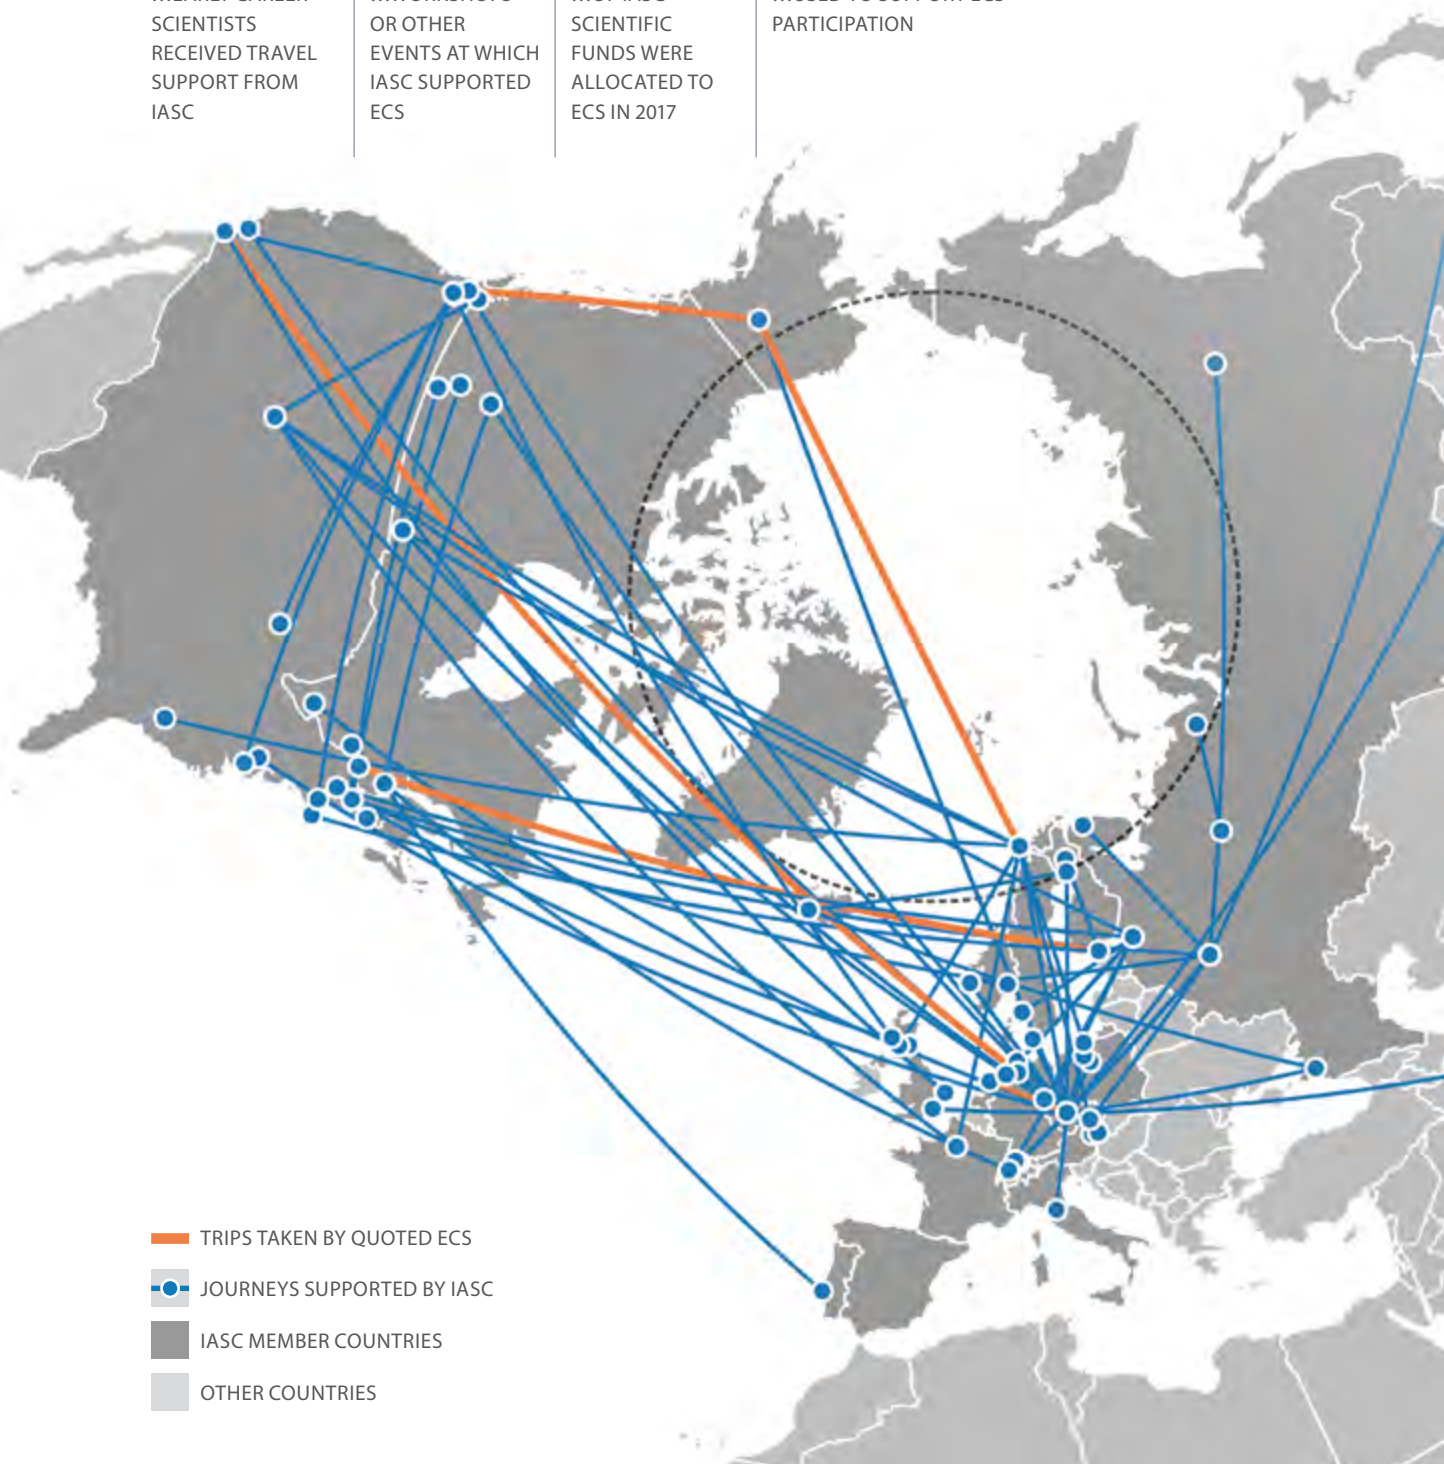 SCIENTISTS
RECEIVED TRAVEL
SUPPORT FROM
IASC
OR OTHER
EVENTS AT WHICH
IASC SUPPORTED
ECS
SCIENTIFIC
FUNDS WERE
ALLOCATED TO
ECS IN 2017
PARTICIPATION
TRIPS TAKEN BY QUOTED ECS
JOURNEYS SUPPORTED BY IASC
IASC MEMBER COUNTRIES
OTHER COUNTRIES